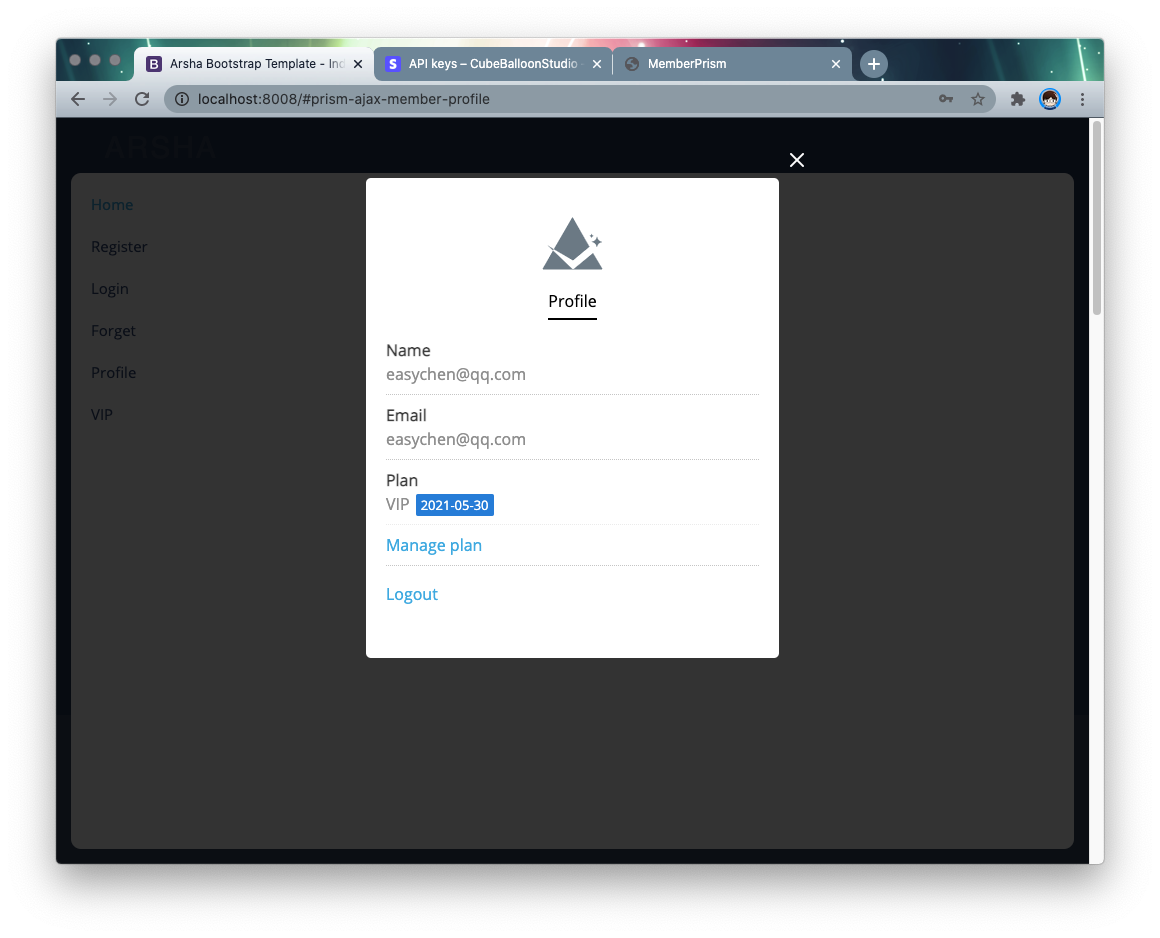 Arsha Bootstrap Template - Ind
API keys – CubeBalloonStudio
MemberPrism
localhost:8008/#prism-ajax-member-profile
ARSHA
Home
Register
Login
Forget
Profile
VIP
Profile
Name
easychen@qq.com
Email
easychen@qq.com
Plan
VIP 2021-05-30
Manage plan
Logout